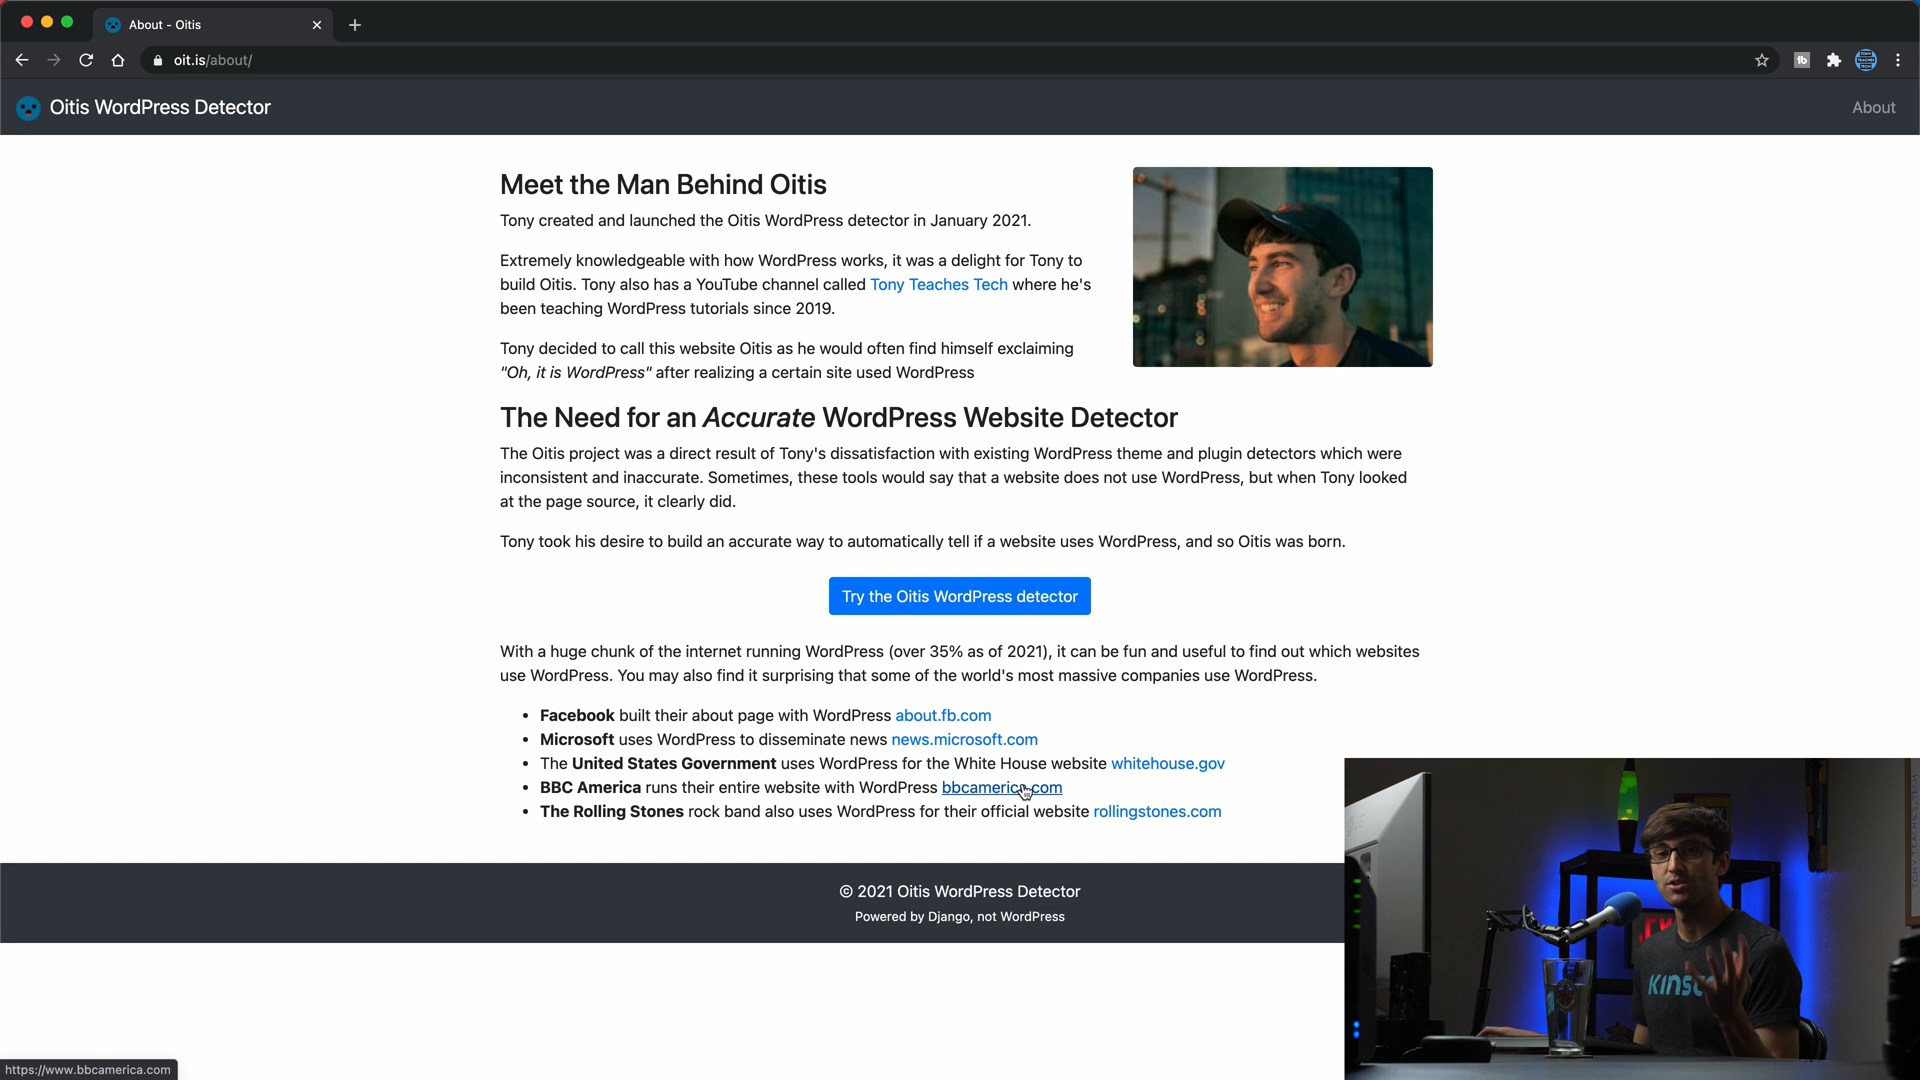 About - Oitis
oit.is/about/
Oitis WordPress Detector
About
Meet the Man Behind Oitis
Tony created and launched the Oitis WordPress detector in January 2021.
Extremely knowledgeable with how WordPress works, it was a delight for Tony to
build Oitis. Tony also has a YouTube channel called Tony Teaches Tech where he's
been teaching WordPress tutorials since 2019.
Tony decided to call this website Oitis as he would often find himself exclaiming
"Oh, it is WordPress" after realizing a certain site used WordPress
The Need for an Accurate WordPress Website Detector
The Oitis project was a direct result of Tony's dissatisfaction with existing WordPress theme and plugin detectors which were
inconsistent and inaccurate. Sometimes, these tools would say that a website does not use WordPress, but when Tony looked
at the page source, it clearly did.
Tony took his desire to build an accurate way to automatically tell if a website uses WordPress, and so Oitis was born.
Try the Oitis WordPress detector
With a huge chunk of the internet running WordPress (over 35% as of 2021), it can be fun and useful to find out which websites
use WordPress. You may also find it surprising that some of the world's most massive companies use WordPress.
• Facebook built their about page with WordPress about.fb.com
• Microsoft uses WordPress to disseminate news news.microsoft.com
• The United States Government uses WordPress for the White House website whitehouse.gov
• BBC America runs their entire website with WordPress bbcamerica.com
• The Rolling Stones rock band also uses WordPress for their official website rollingstones.com
© 2021 Oitis WordPress Detector
Powered by Django, not WordPress
https://www.bbcamerica.com